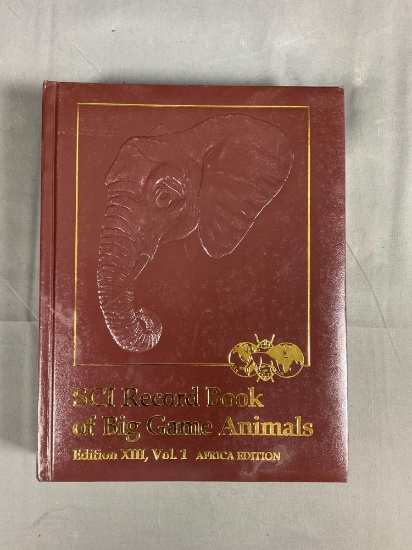 SCI Record Book
of Big Game Animals
Edition XIII, Vol. 1 AFRICA EDITION